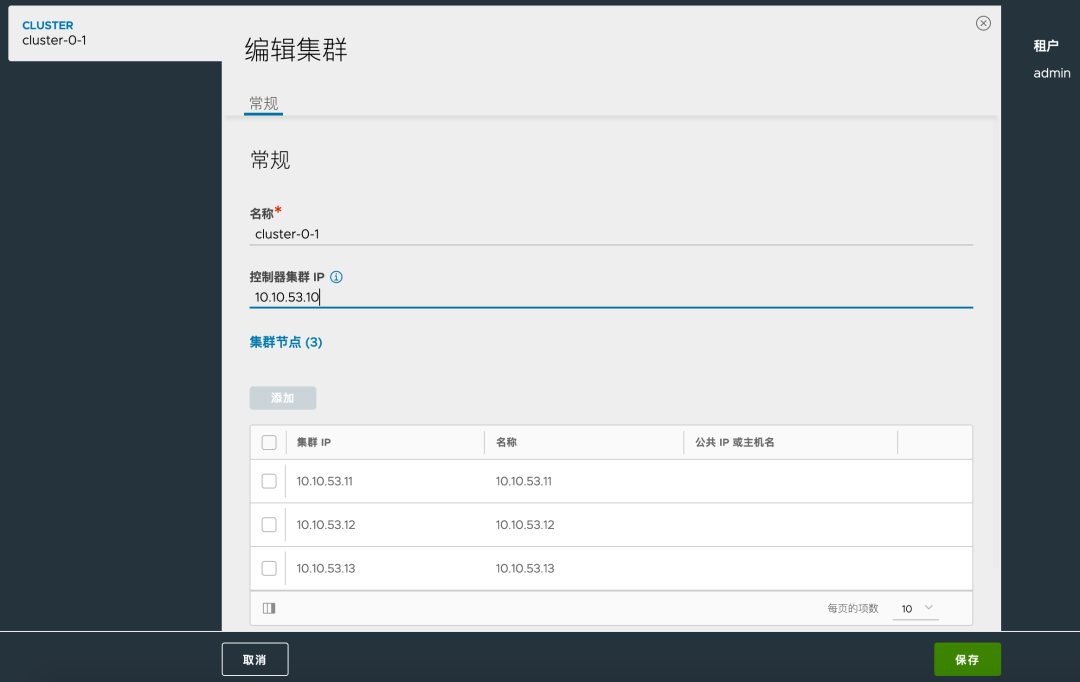 CLUSTER
cluster-0-1
编辑集群
租户
admin
常规
常规
名称*
cluster-0-1
控制器集群 IP
10.10.53.10
集群节点 (3)
添加
集群 IP 名称 公共 IP 或主机名
10.10.53.11 10.10.53.11
10.10.53.12 10.10.53.12
10.10.53.13 10.10.53.13
每页的项数 10
取消 保存